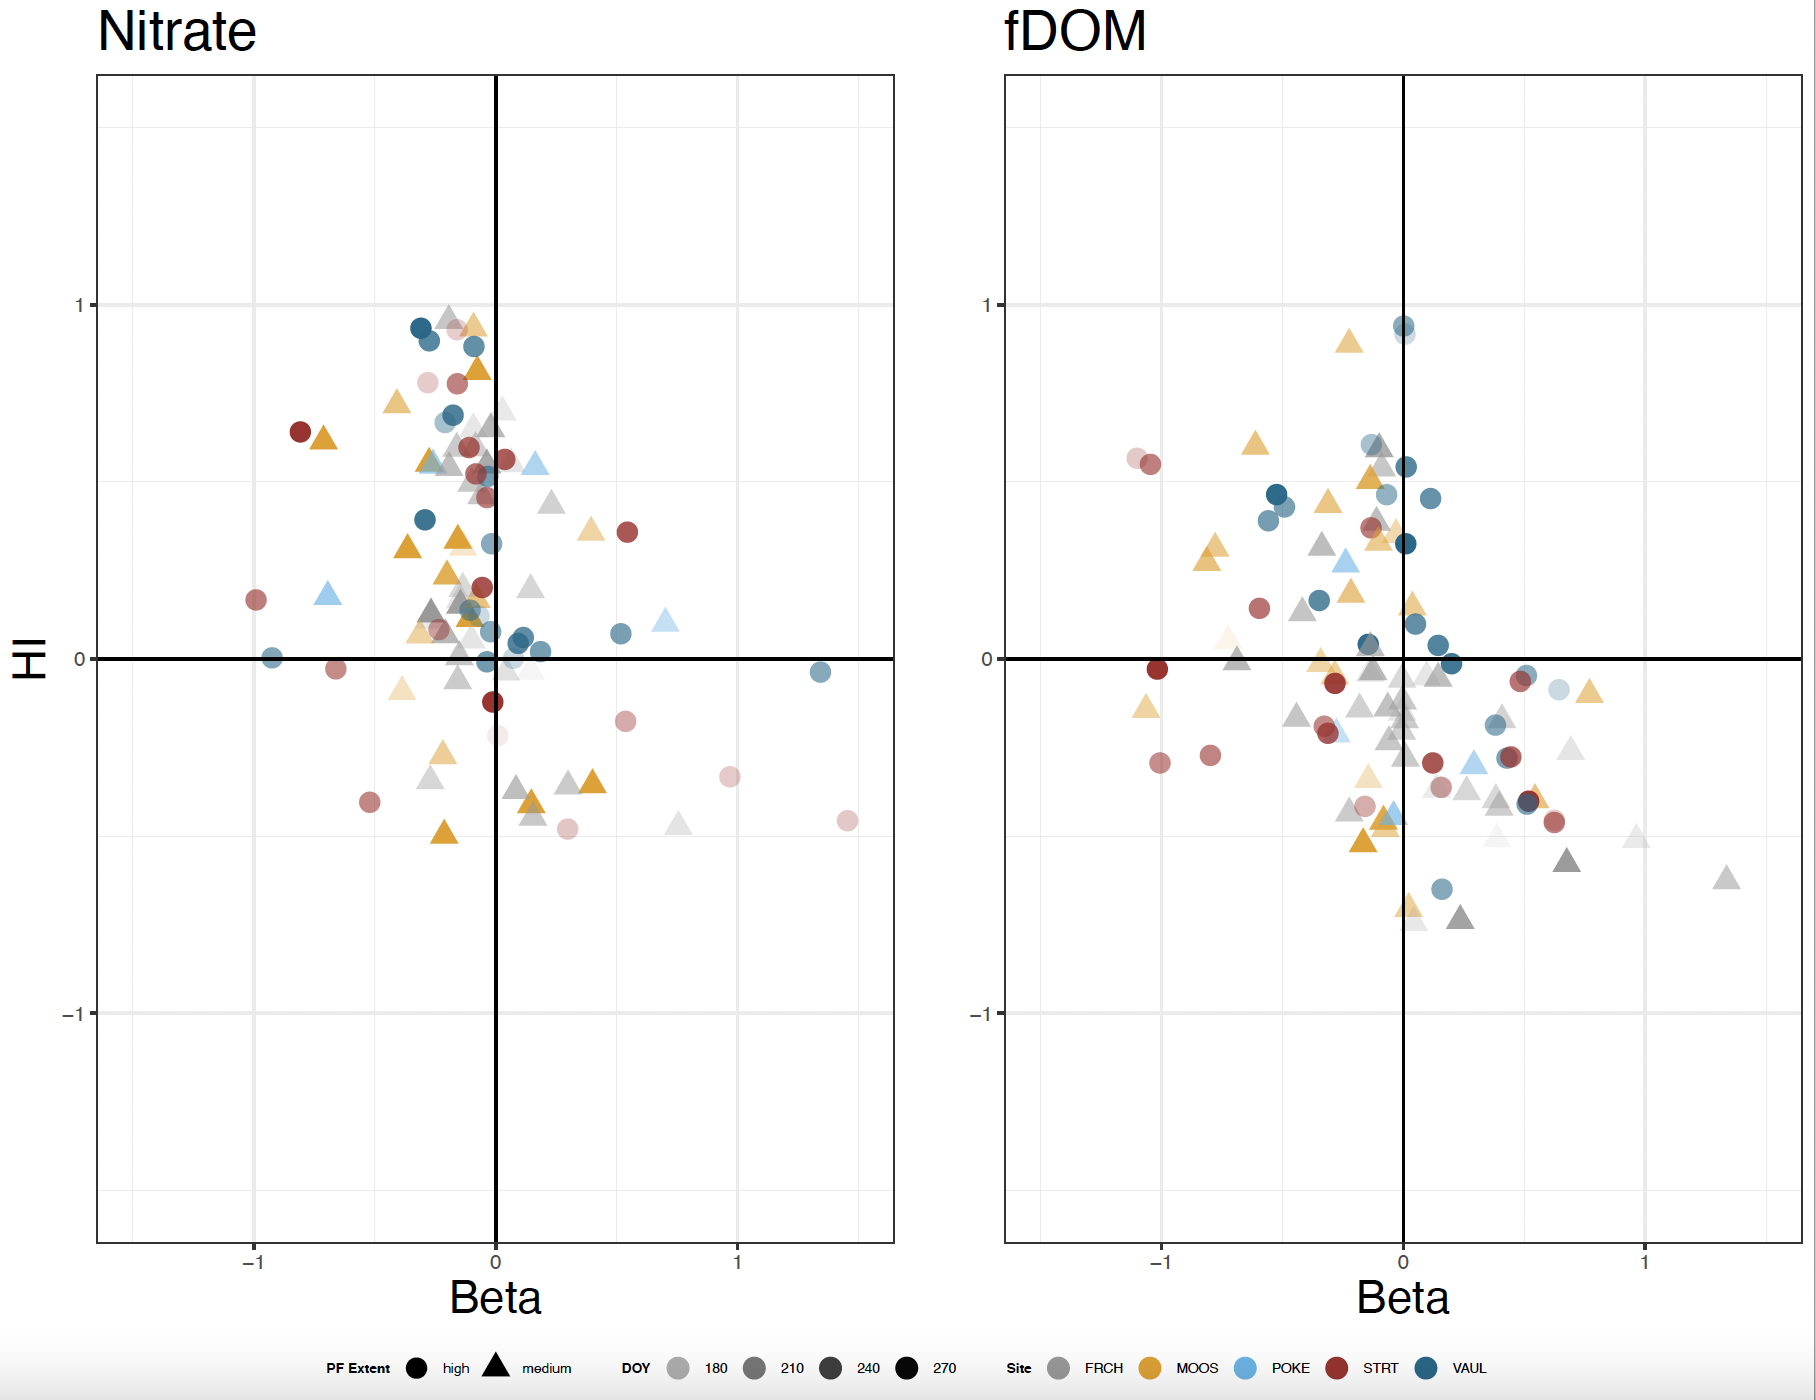 Nitrate
fDOM
HI
1
0
−1
−1
0
1
Beta
1
0
−1
−1
0
1
Beta
PF Extent high medium DOY 180 210 240 270 Site FRCH MOOS POKE STRT VAUL